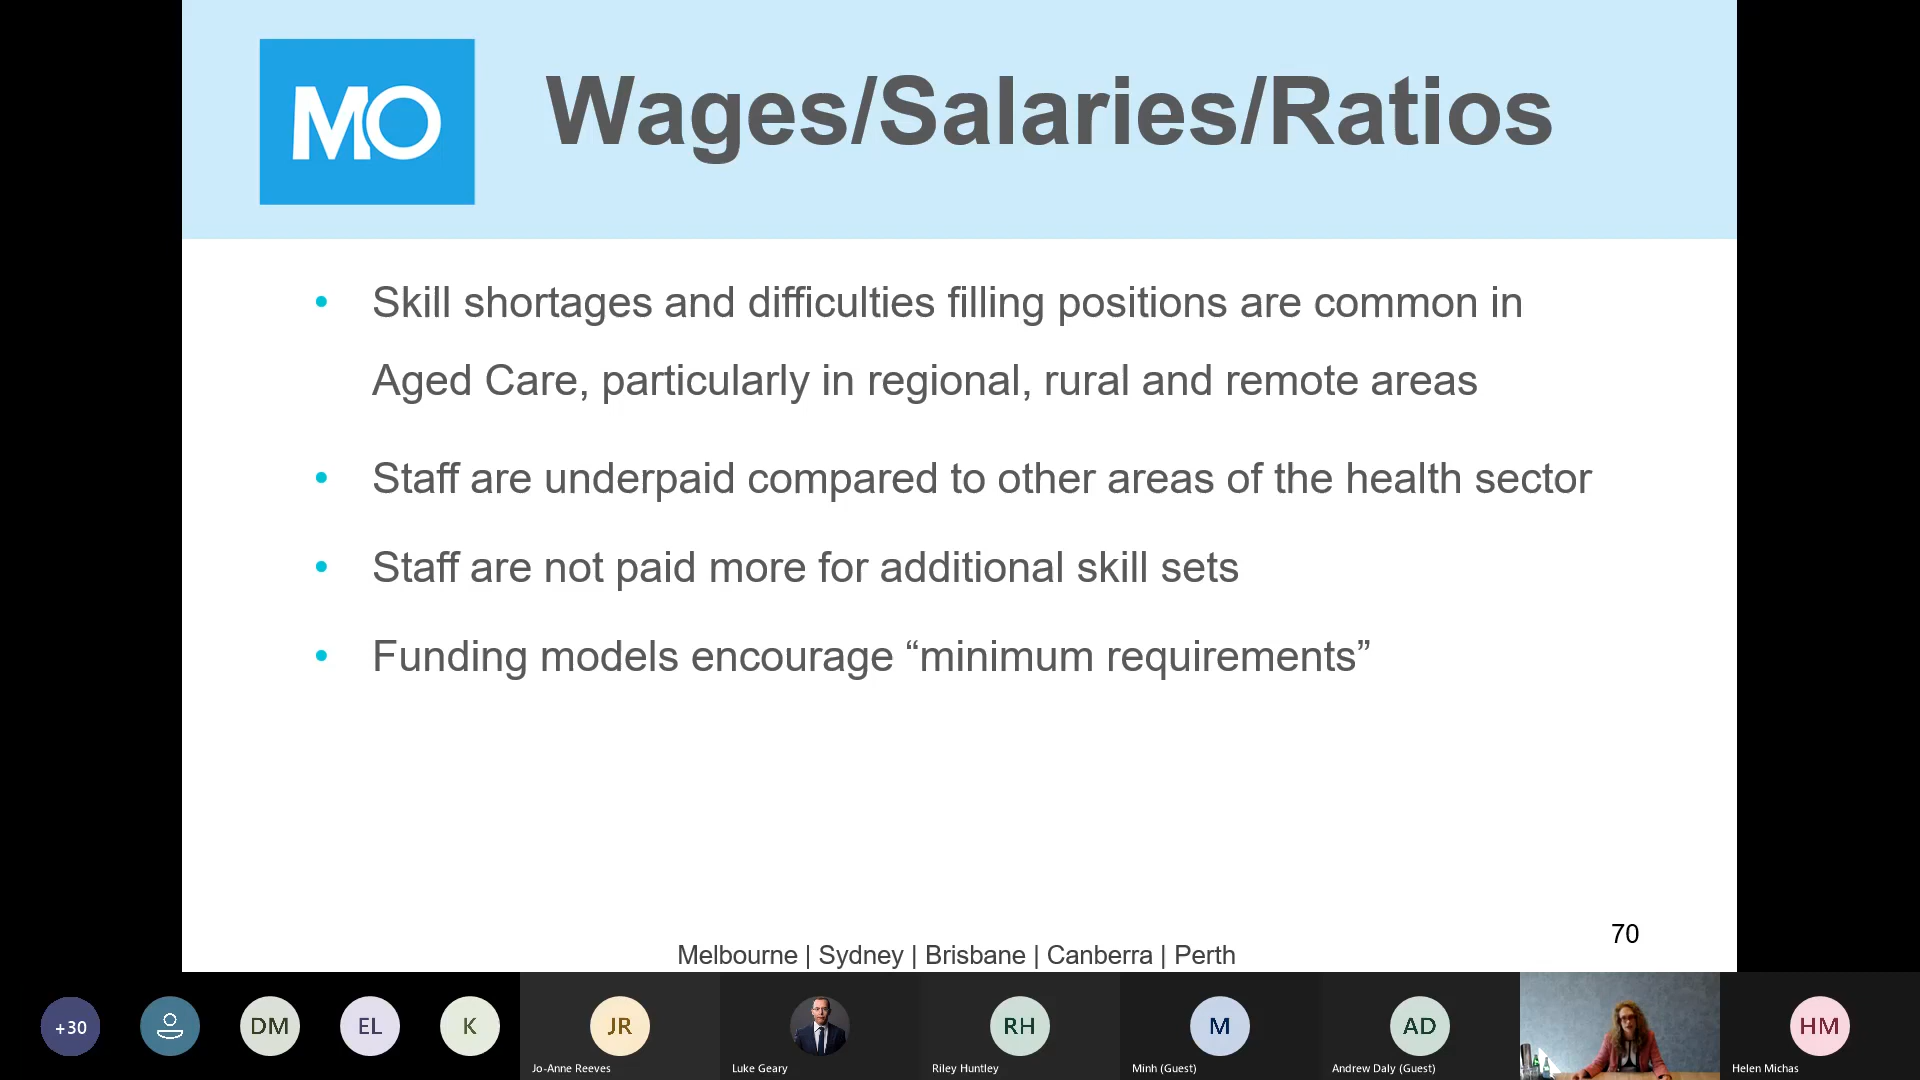 MO
Wages/Salaries/Ratios
• Skill shortages and difficulties filling positions are common in
Aged Care, particularly in regional, rural and remote areas
• Staff are underpaid compared to other areas of the health sector
• Staff are not paid more for additional skill sets
• Funding models encourage “minimum requirements”
70
Melbourne | Sydney | Brisbane | Canberra | Perth
+30
DM
EL
K
JR
RH
M
AD
HM
Jo-Anne Reeves
Luke Geary
Riley Huntley
Minh (Guest)
Andrew Daly (Guest)
Helen Michas